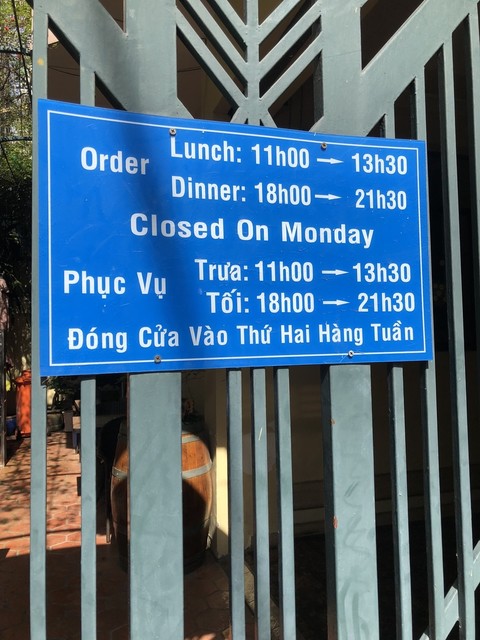 Order Lunch: 11h00 → 13h30
Dinner: 18h00 → 21h30
Closed On Monday
Phục Vụ Trưa: 11h00 → 13h30
Tối: 18h00 → 21h30
Đóng Cửa Vào Thứ Hai Hàng Tuần